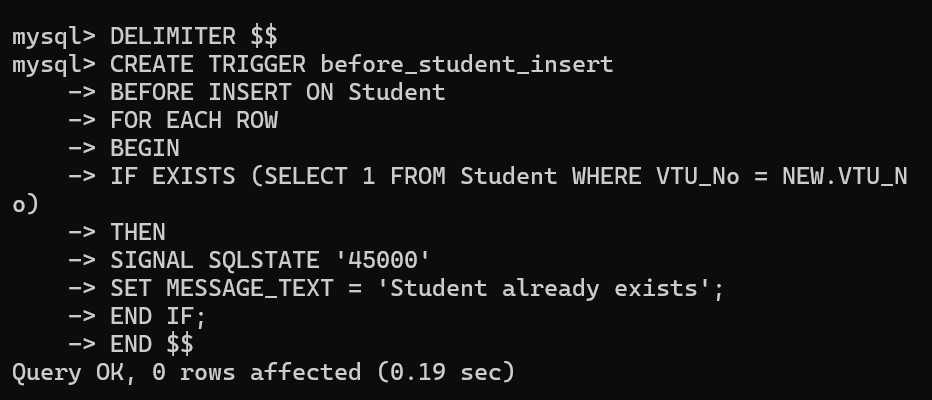 mysql> DELIMITER $$
mysql> CREATE TRIGGER before_student_insert
    -> BEFORE INSERT ON Student
    -> FOR EACH ROW
    -> BEGIN
    -> IF EXISTS (SELECT 1 FROM Student WHERE VTU_No = NEW.VTU_N
o)
    -> THEN
    -> SIGNAL SQLSTATE '45000'
    -> SET MESSAGE_TEXT = 'Student already exists';
    -> END IF;
    -> END $$
Query OK, 0 rows affected (0.19 sec)